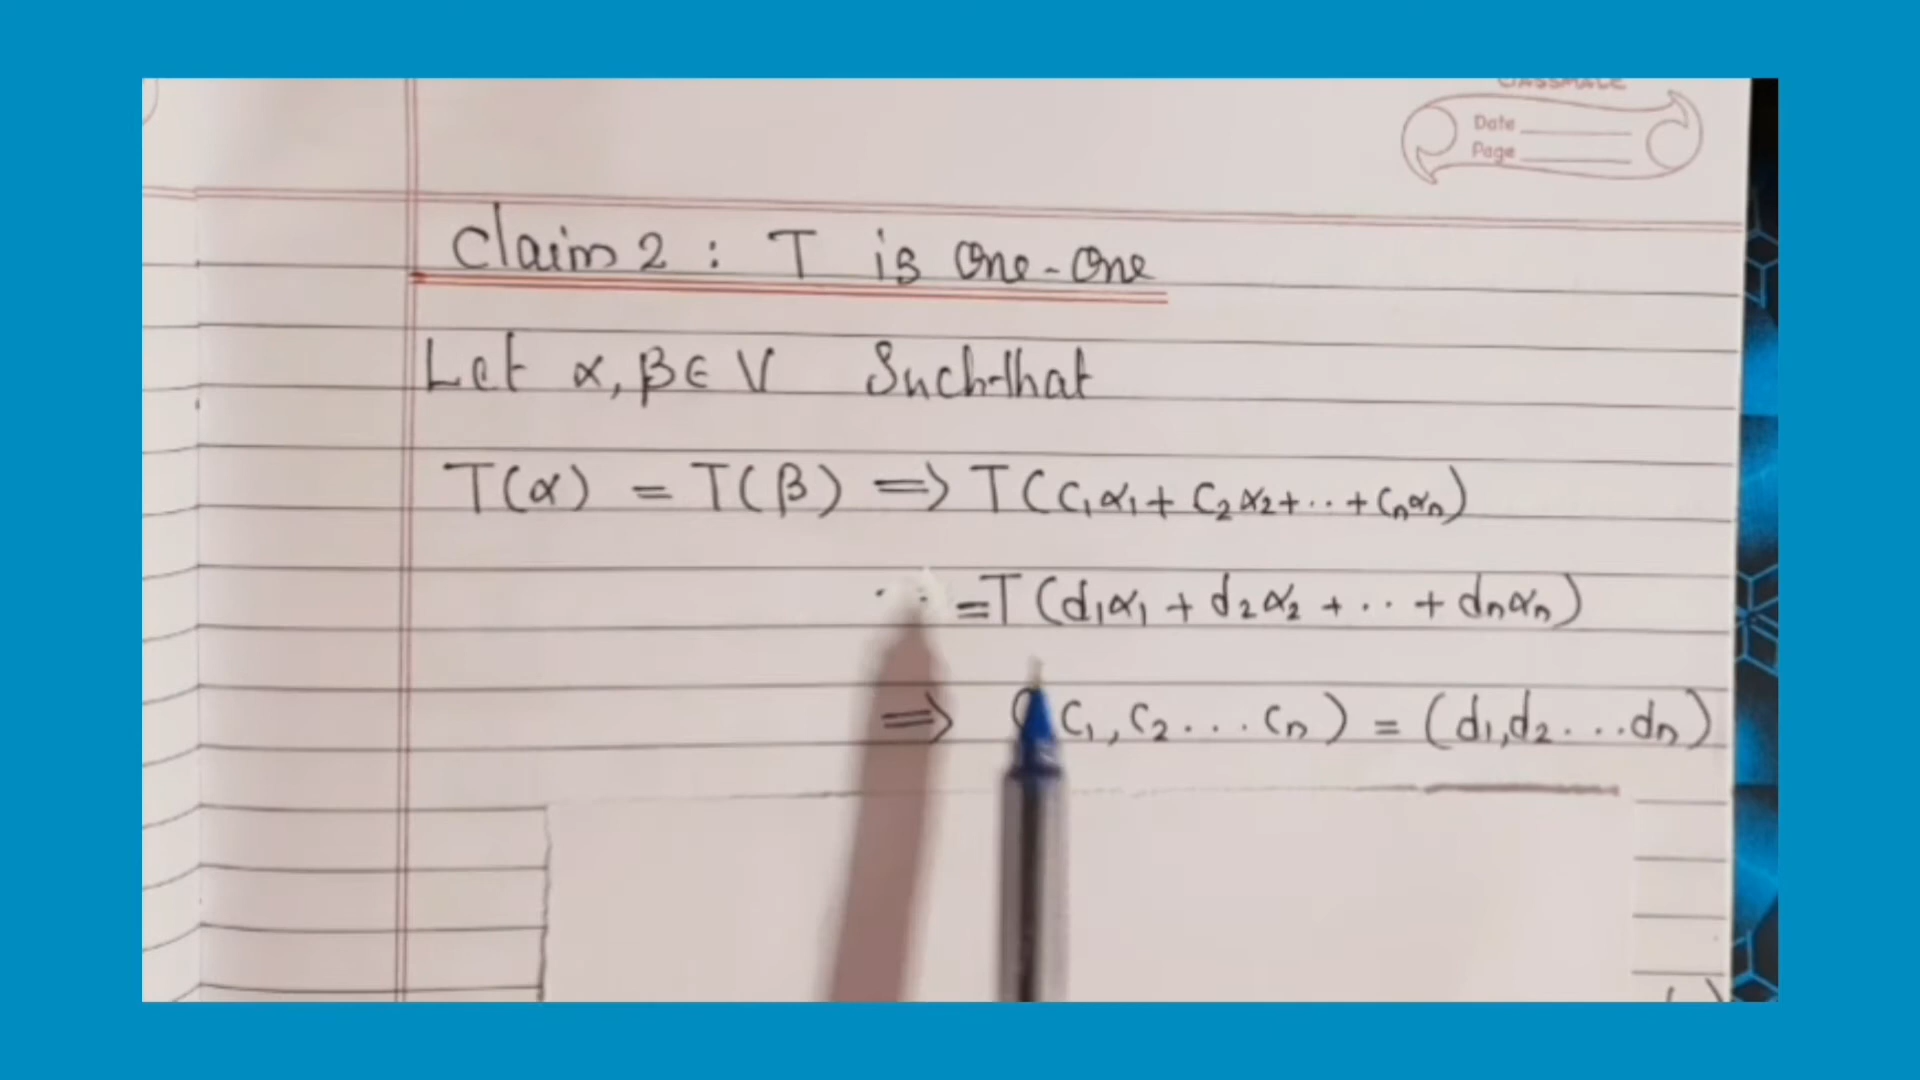 Date
Page
Claim 2 : T is one-one
Let α, β ∈ V Such that
T(α) = T(β) => T(c₁α₁ + c₂α₂ + .. + cₙαₙ)
= T(d₁α₁ + d₂α₂ + .. + dₙαₙ)
=> (c₁, c₂ ... cₙ) = (d₁, d₂ ... dₙ)